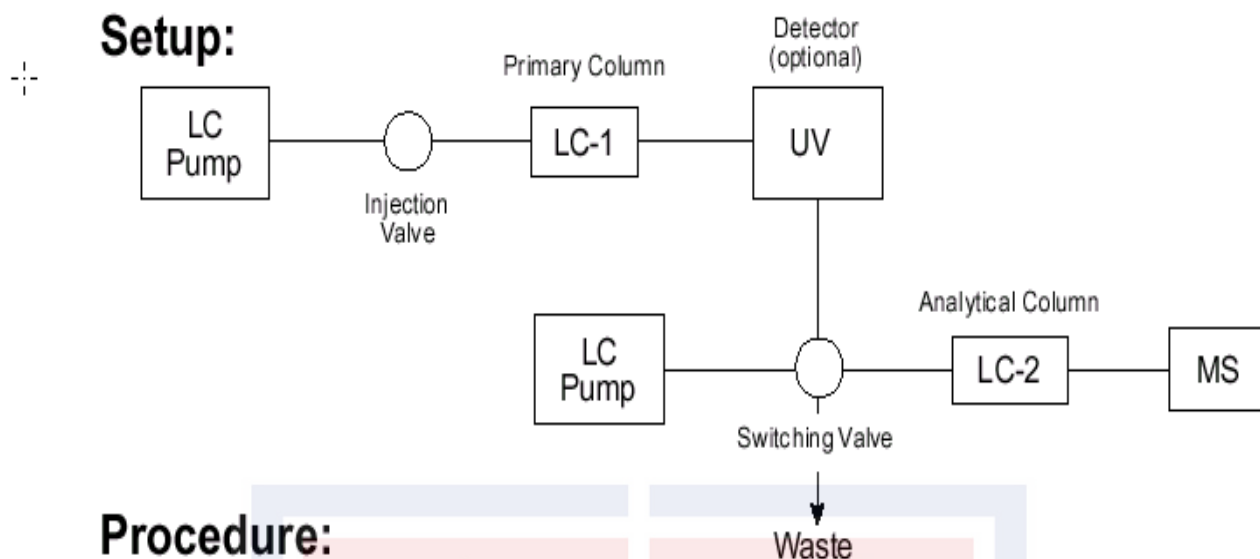 Setup:
Detector
(optional)
Primary Column
LC
Pump
LC-1
UV
Injection
Valve
Analytical Column
LC
Pump
LC-2
MS
Switching Valve
Procedure:
Waste